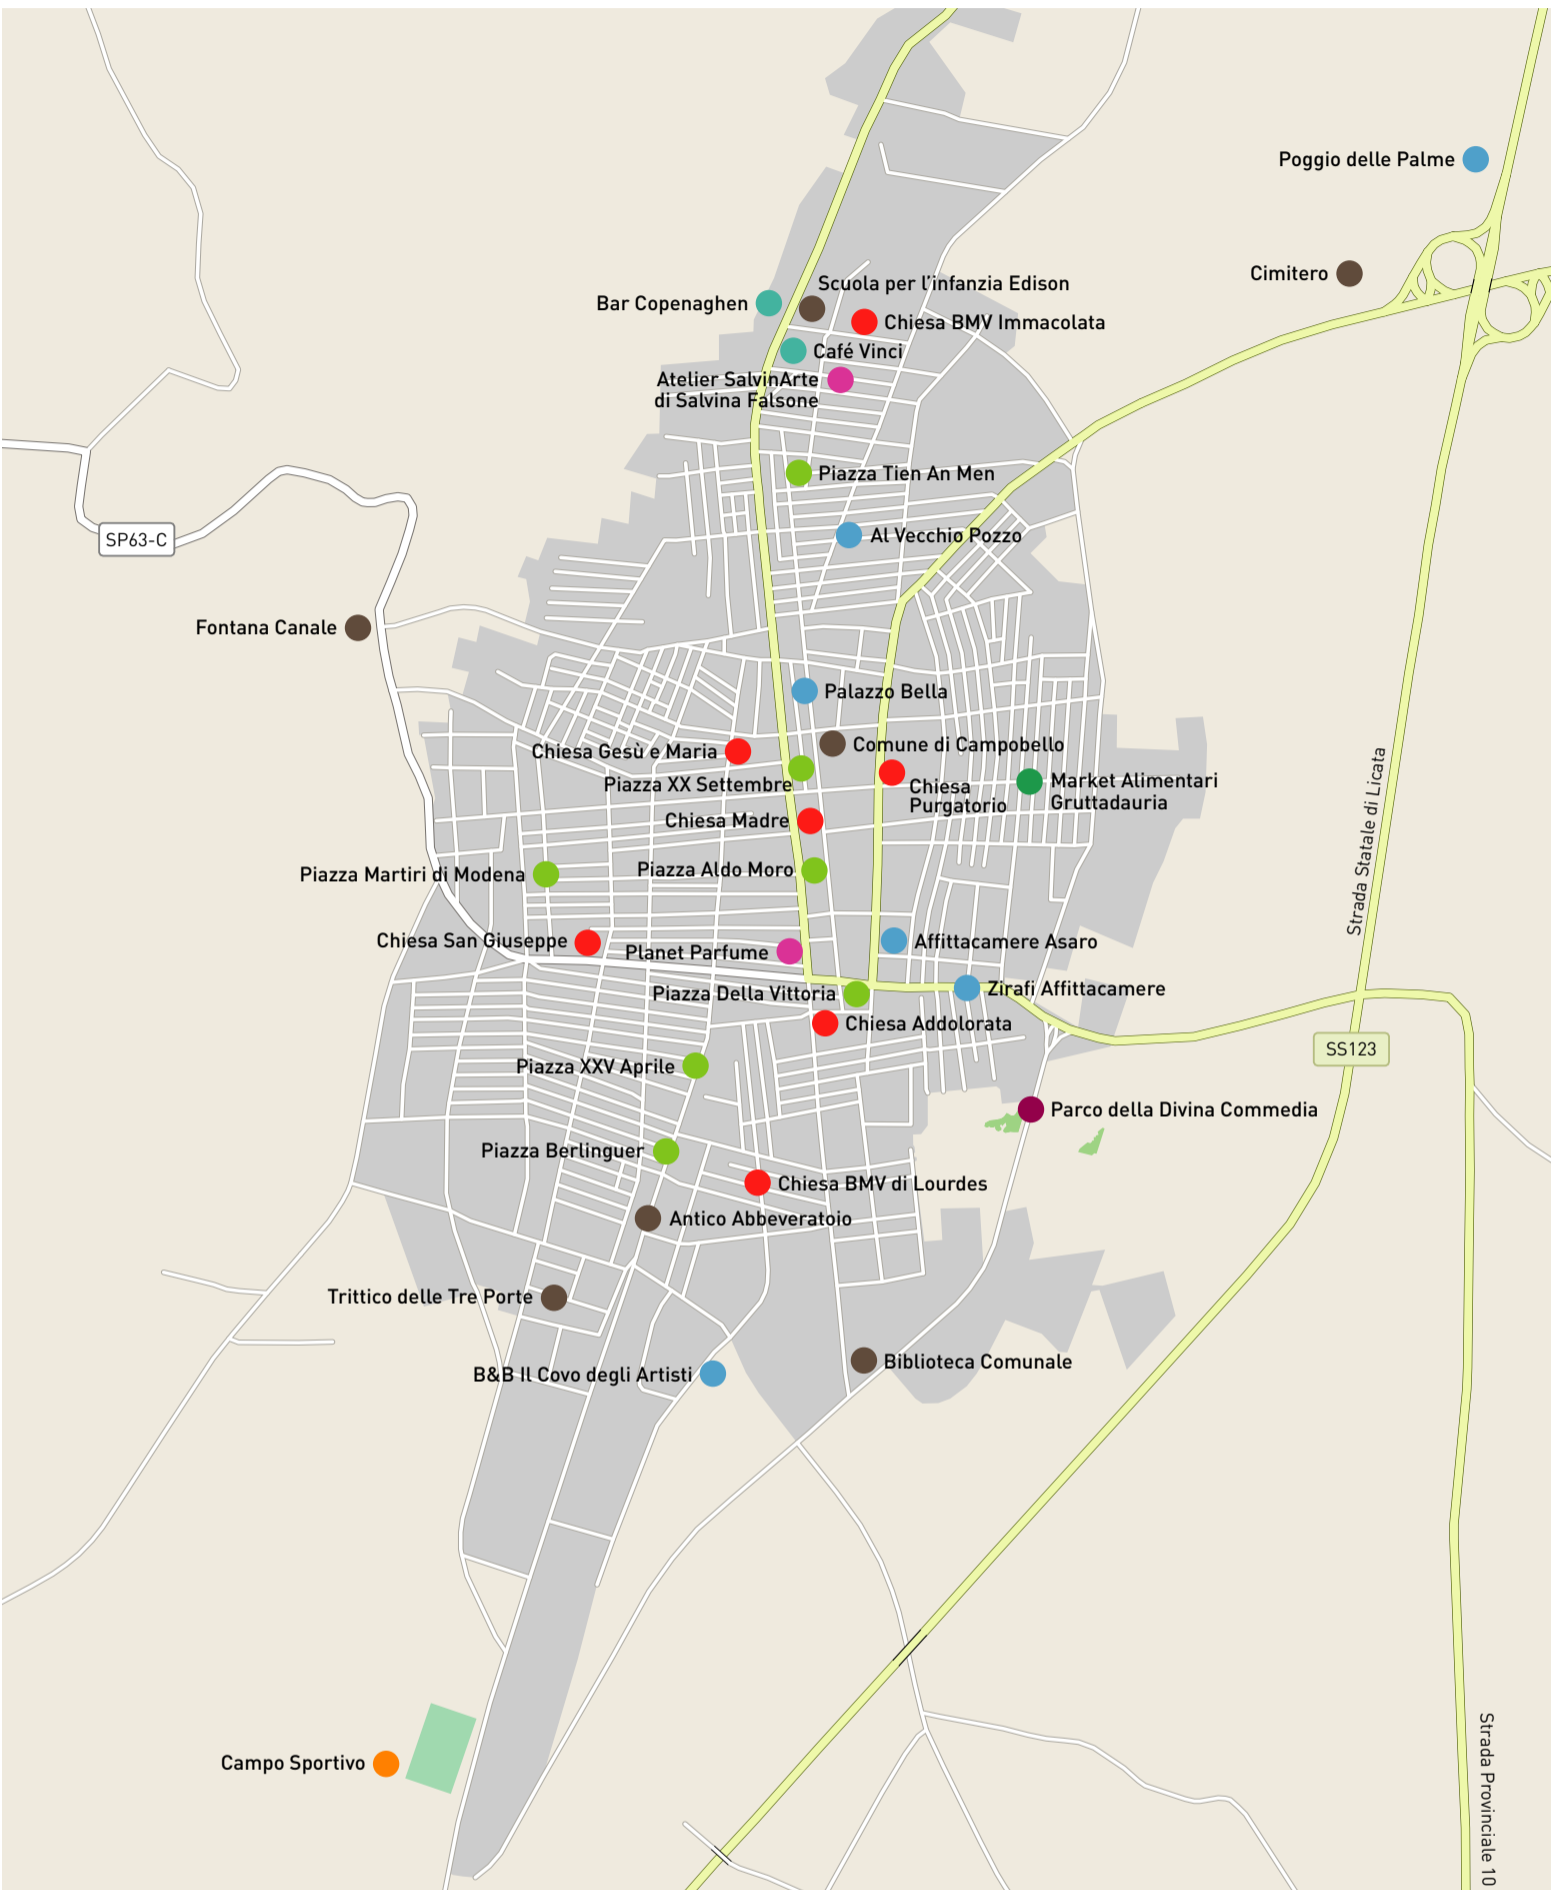 Poggio delle Palme
Cimitero
Scuola per l'infanzia Edison
Bar Copenaghen
Chiesa BMV Immacolata
Café Vinci
Atelier SalvinArte
di Salvina Falsone
Piazza Tien An Men
Al Vecchio Pozzo
SP63-C
Fontana Canale
Palazzo Bella
Comune di Campobello
Chiesa Gesù e Maria
Piazza XX Settembre
Chiesa
Purgatorio
Market Alimentari
Gruttadauria
Chiesa Madre
Piazza Aldo Moro
Piazza Martiri di Modena
Strada Statale di Licata
Chiesa San Giuseppe
Planet Parfume
Affittacamere Asaro
Piazza Della Vittoria
Zirafi Affittacamere
Chiesa Addolorata
SS123
Piazza XXV Aprile
Parco della Divina Commedia
Piazza Berlinguer
Chiesa BMV di Lourdes
Antico Abbeveratoio
Trittico delle Tre Porte
Biblioteca Comunale
B&B Il Covo degli Artisti
Campo Sportivo
Strada Provinciale 10